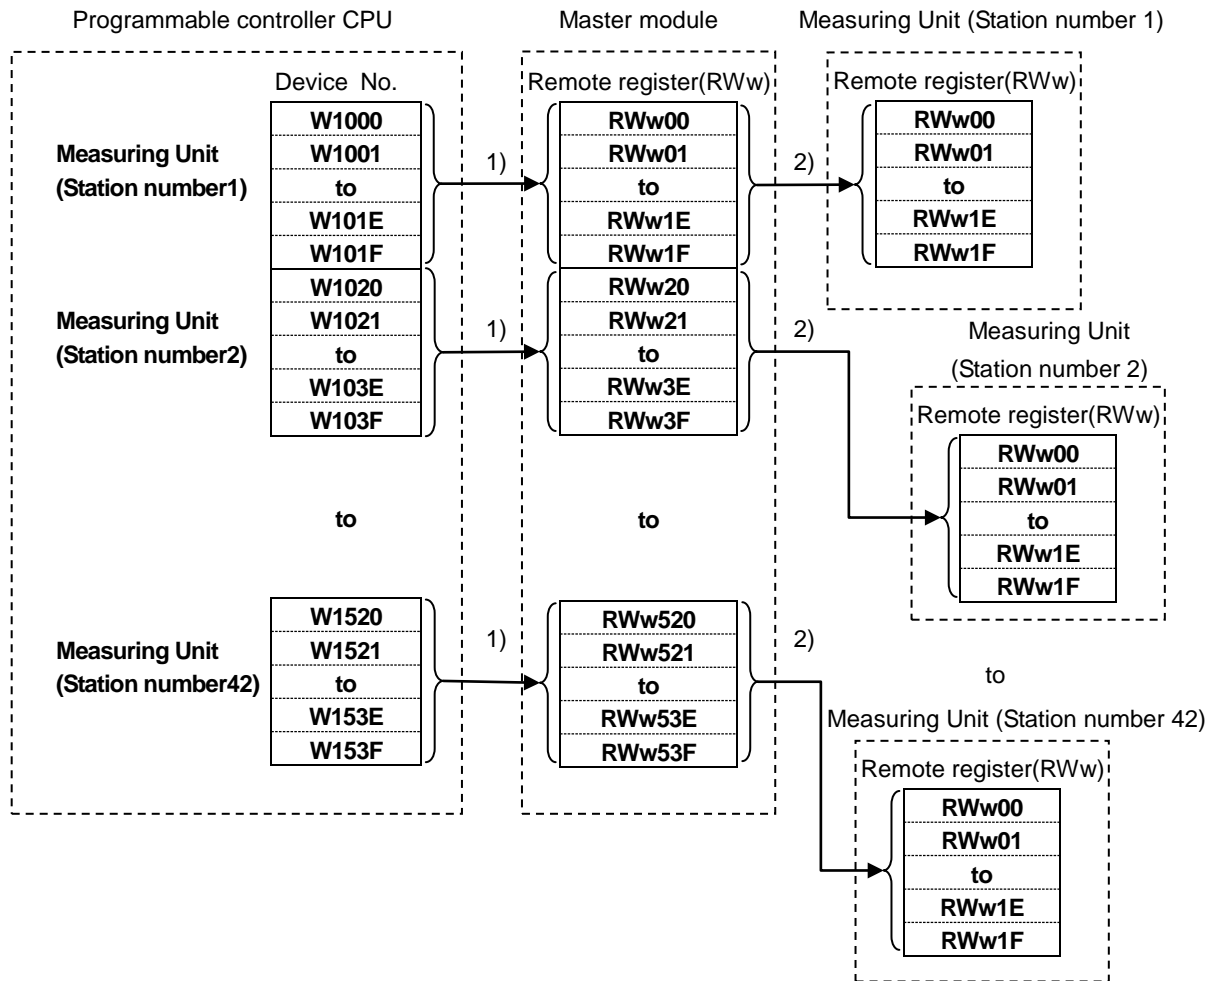 Programmable controller CPU
Master module
Measuring Unit (Station number 1)
Device No.
Remote register(RWw)
Remote register(RWw)
Measuring Unit
(Station number1)
W1000
W1001
to
W101E
W101F
1)
RWw00
RWw01
to
RWw1E
RWw1F
2)
RWw00
RWw01
to
RWw1E
RWw1F
Measuring Unit
(Station number2)
W1020
W1021
to
W103E
W103F
1)
RWw20
RWw21
to
RWw3E
RWw3F
2)
Measuring Unit
(Station number 2)
Remote register(RWw)
RWw00
RWw01
to
RWw1E
RWw1F
to
to
to
Measuring Unit
(Station number42)
W1520
W1521
to
W153E
W153F
1)
RWw520
RWw521
to
RWw53E
RWw53F
2)
Measuring Unit (Station number 42)
Remote register(RWw)
RWw00
RWw01
to
RWw1E
RWw1F